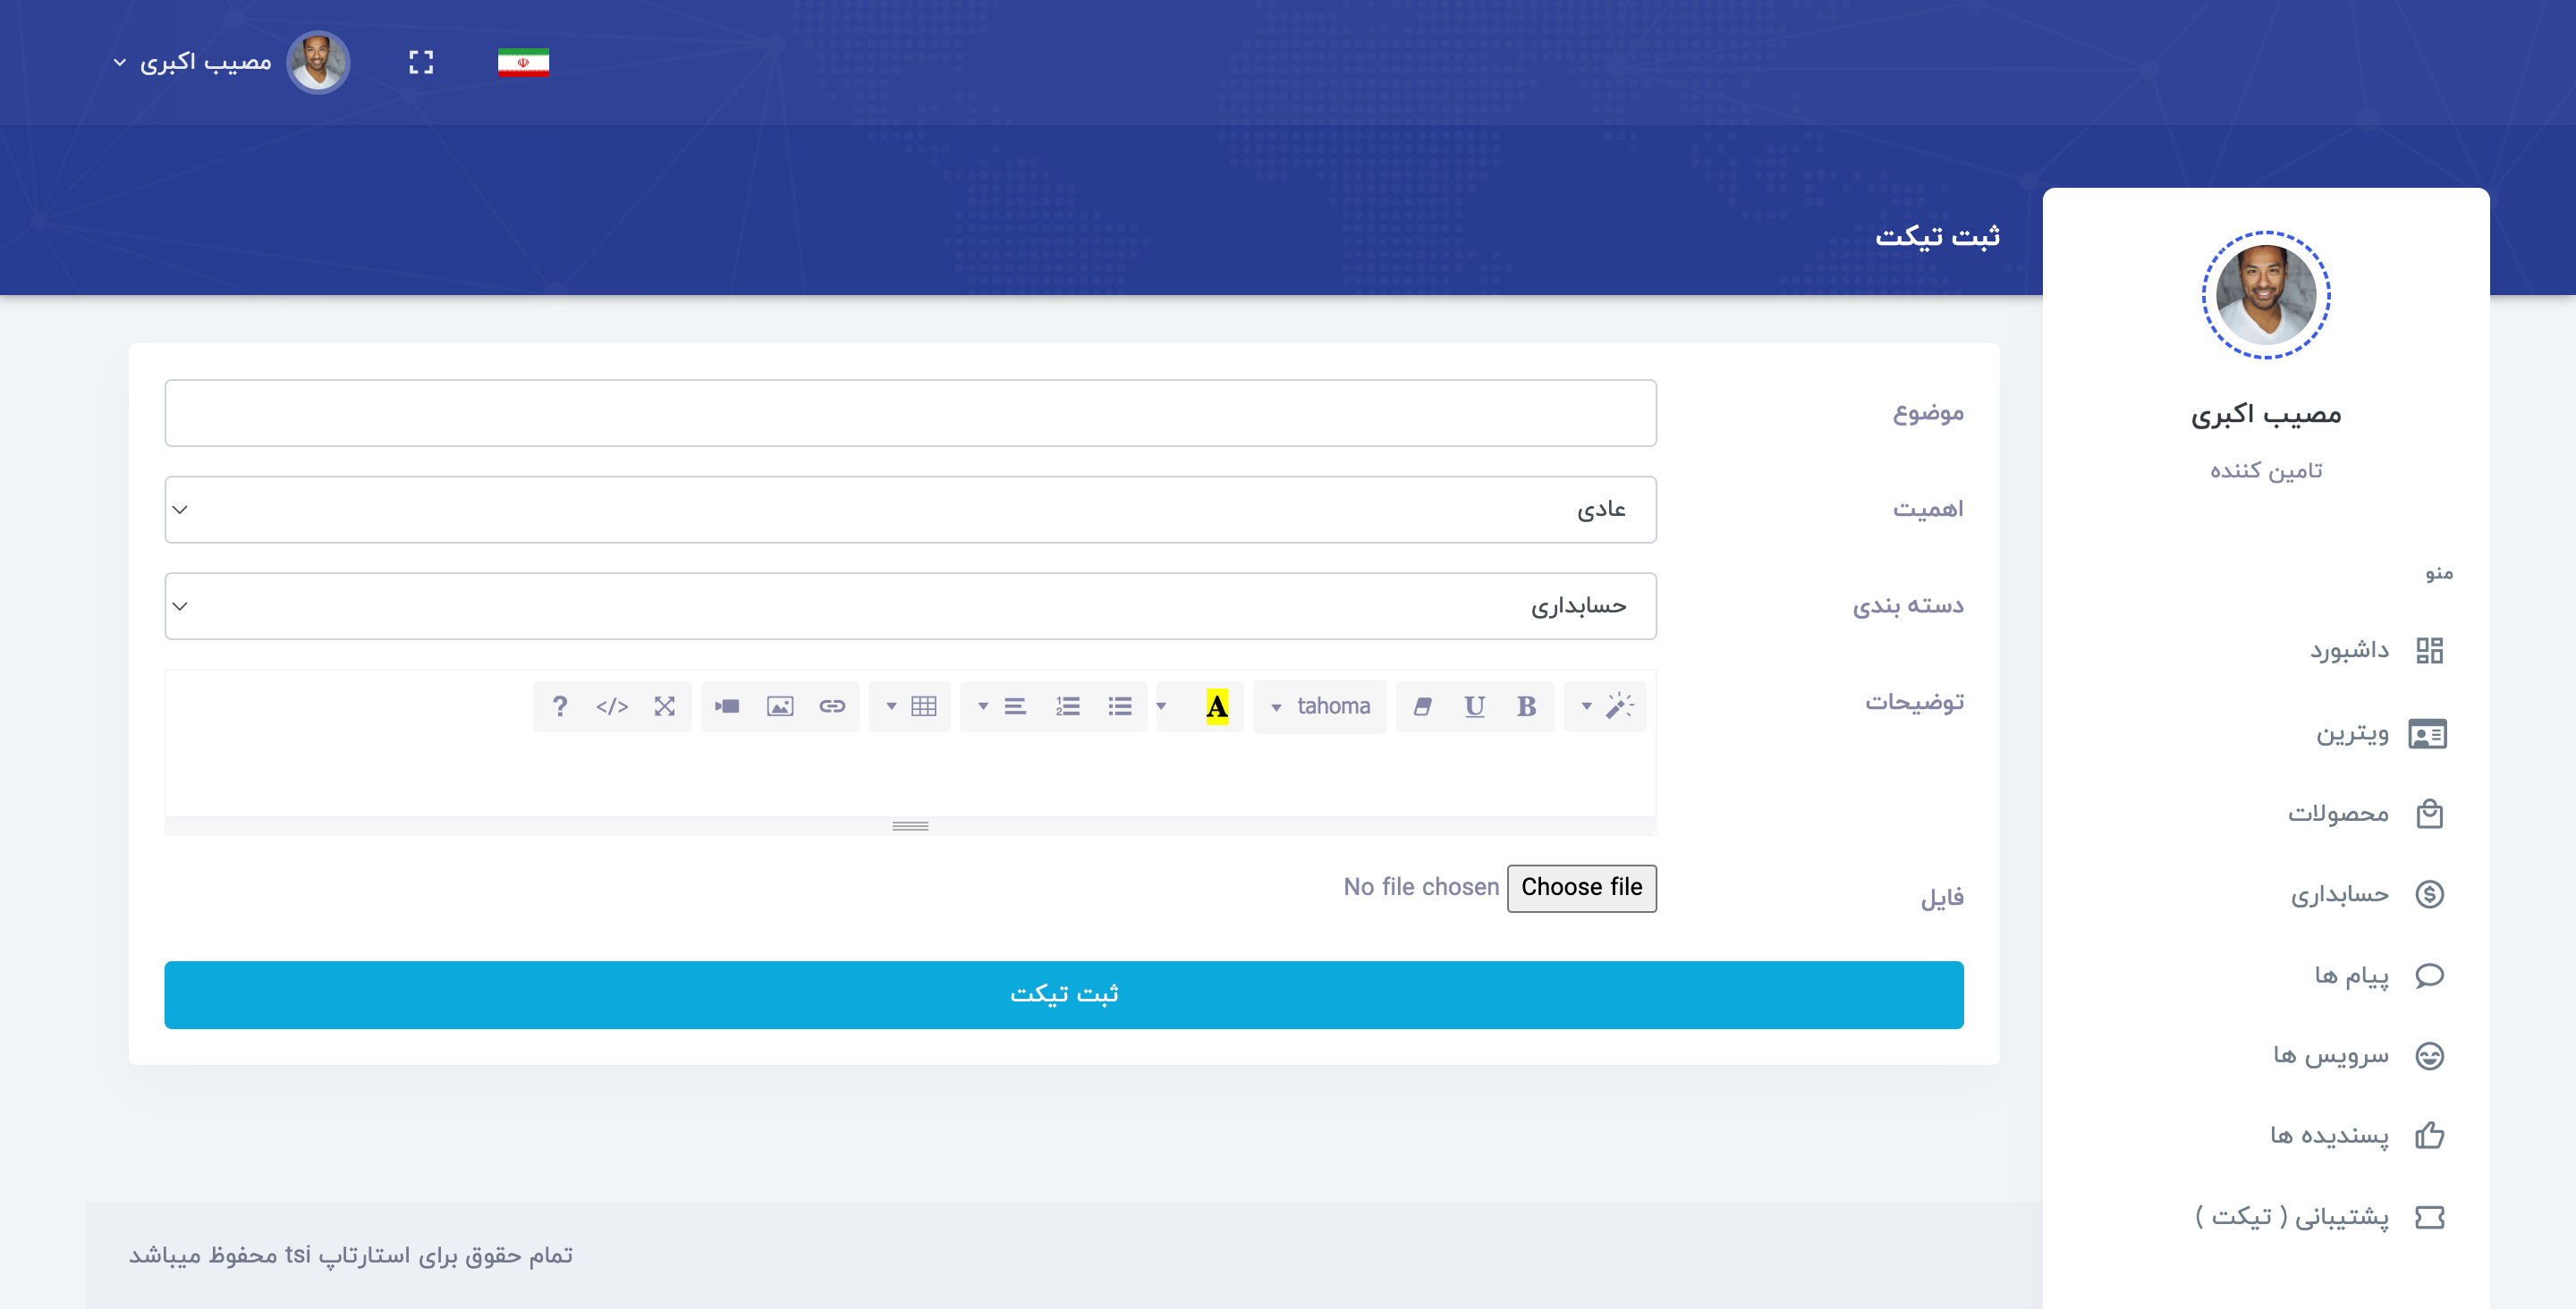 مصیب اکبری
ثبت تیکت
مصیب اکبری
تامین کننده
منو
داشبورد
ویترین
محصولات
حسابداری
پیام ها
سرویس ها
پسندیده ها
پشتیبانی ( تیکت )
موضوع
اهمیت
عادی
دسته بندی
حسابداری
توضیحات
B U tahoma A </> ?
فایل
Choose file No file chosen
ثبت تیکت
تمام حقوق برای استارتاپ tsi محفوظ میباشد